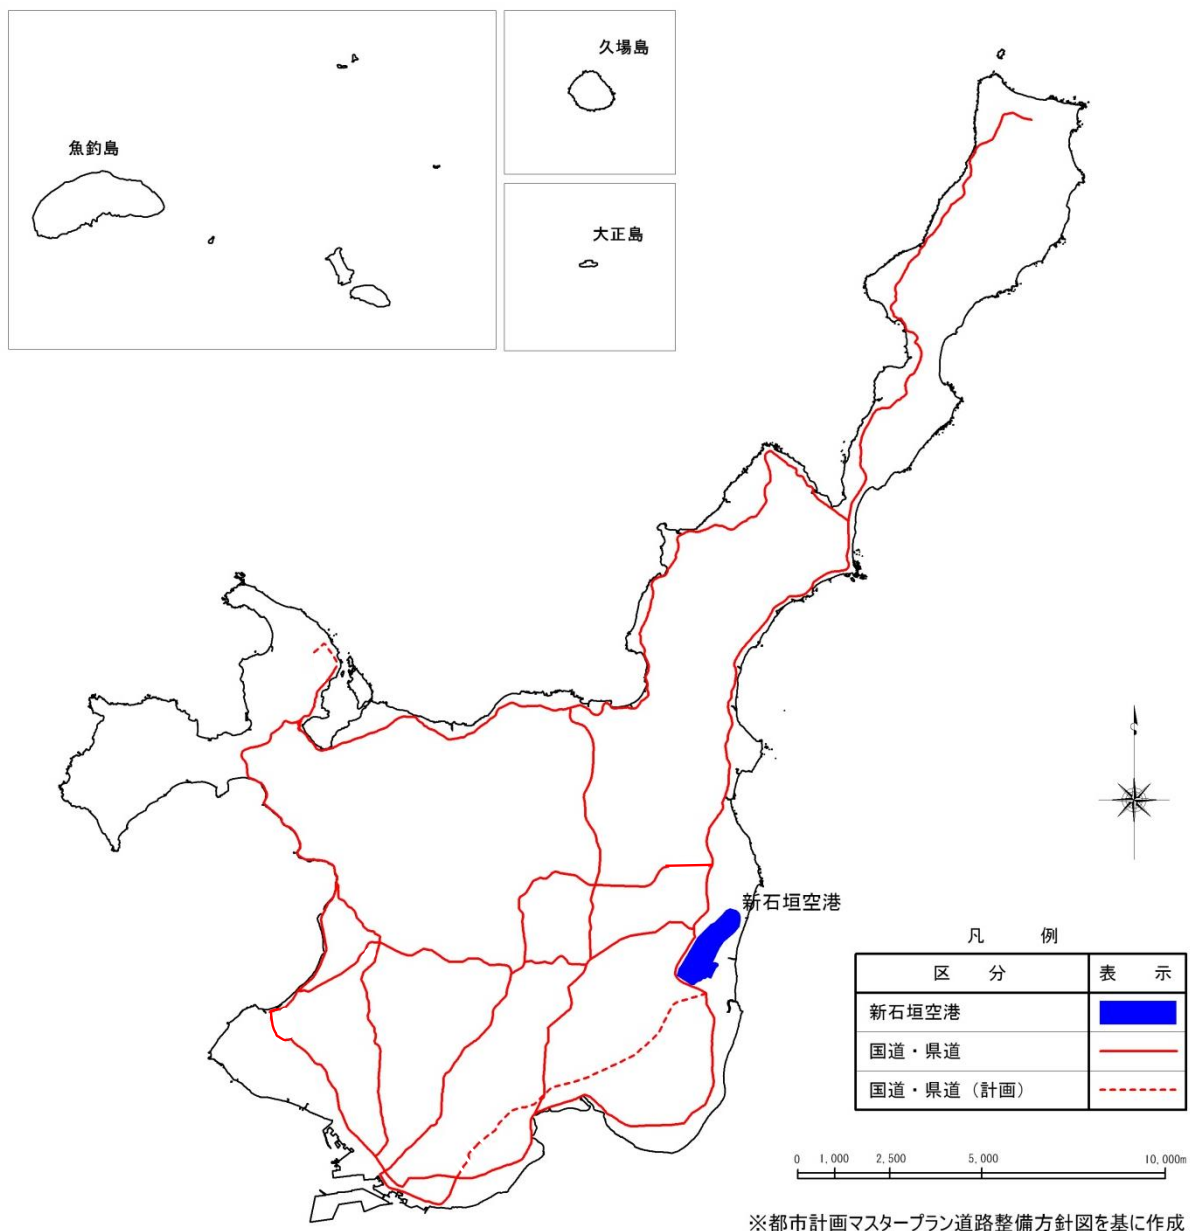 久場島
魚釣島
大正島
新石垣空港
凡 例
区 分 表 示
新石垣空港
国道・県道
国道・県道（計画）
0 1,000 2,500 5,000 10,000m
※都市計画マスタープラン道路整備方針図を基に作成